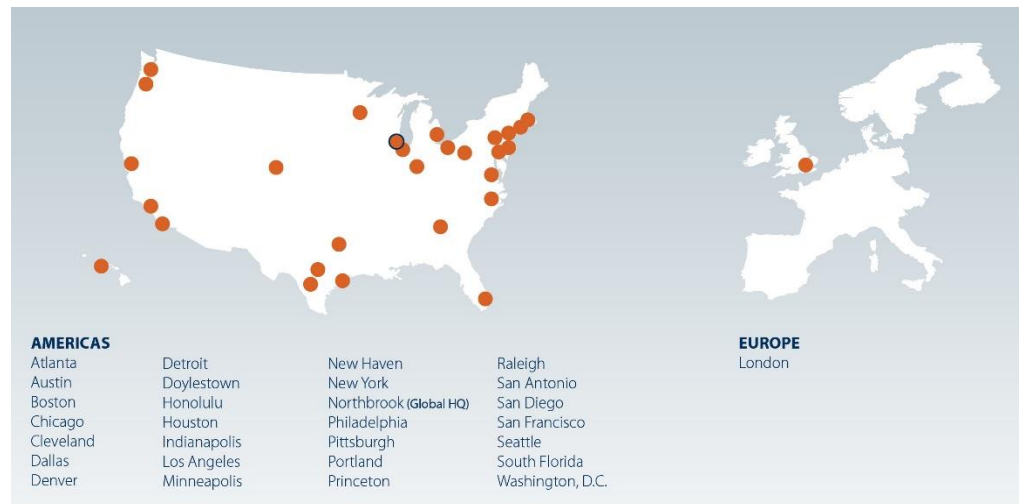 AMERICAS
Atlanta
Austin
Boston
Chicago
Cleveland
Dallas
Denver
Detroit
Doylestown
Honolulu
Houston
Indianapolis
Los Angeles
Minneapolis
New Haven
New York
Northbrook (Global HQ)
Philadelphia
Pittsburgh
Portland
Princeton
Raleigh
San Antonio
San Diego
San Francisco
Seattle
South Florida
Washington, D.C.
EUROPE
London